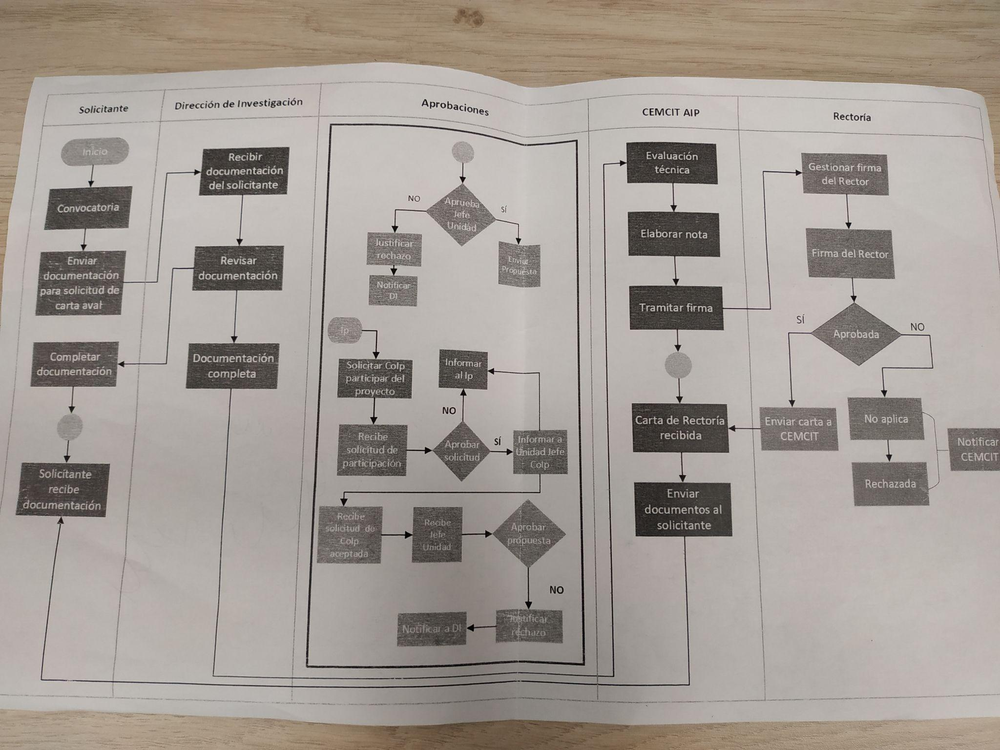 Solicitante
Dirección de Investigación
Aprobaciones
CEMCIT AIP
Rectoría
Inicio
Convocatoria
Enviar
documentación
para solicitud de
carta aval
Completar
documentación
Solicitante
recibe
documentación
Recibir
documentación
del solicitante
Revisar
documentación
Documentación
completa
Aprueba
Jefe
Unidad
NO
SÍ
Justificar
rechazo
Notificar
DI
Enviar
Propuesta
Ip
Solicitar CoIp
participar del
proyecto
Recibe
solicitud de
participación
Aprobar
solicitud
NO
Informar
al Ip
SÍ
Informar a
Unidad Jefe
CoIp
Recibe
solicitud de
CoIp
aceptada
Recibe
Jefe
Unidad
Aprobar
propuesta
NO
Justificar
rechazo
Notificar a DI
Evaluación
técnica
Elaborar nota
Tramitar firma
Carta de Rectoría
recibida
Enviar
documentos al
solicitante
Gestionar firma
del Rector
Firma del Rector
Aprobada
SÍ
NO
Enviar carta a
CEMCIT
No aplica
Rechazada
Notificar
CEMCIT